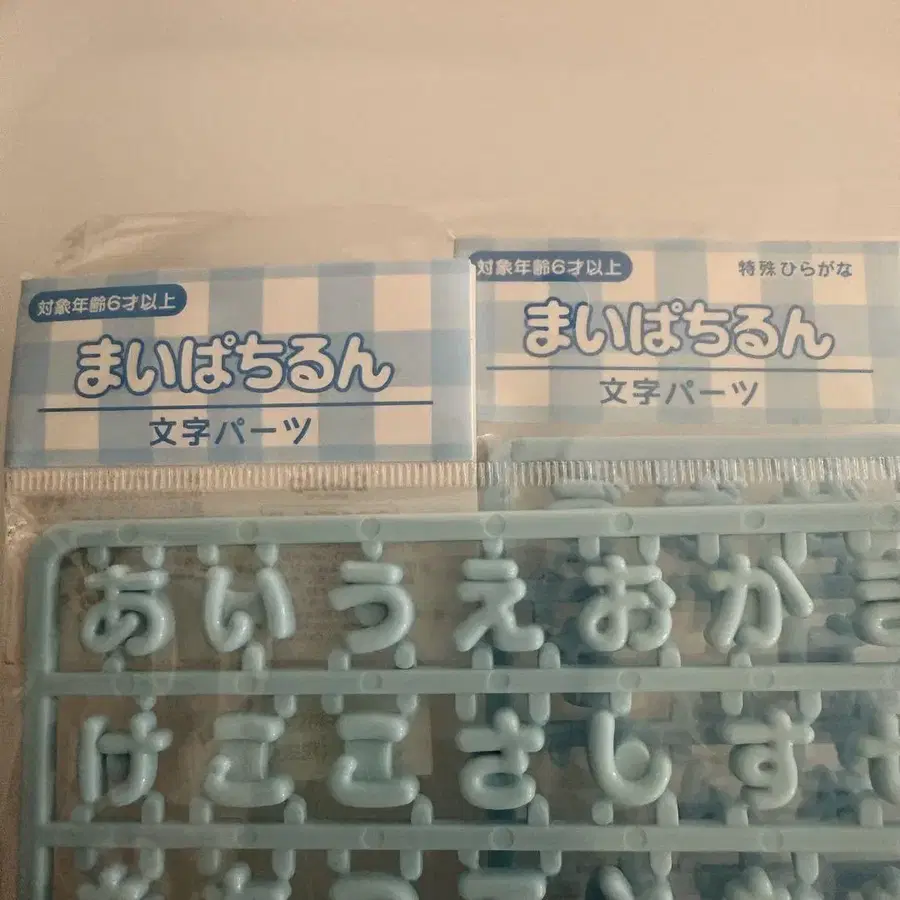 対象年齢6才以上
まいぱちるん
文字パーツ
対象年齢6才以上
特殊ひらがな
まいぱちるん
文字パーツ
あいうえおか
けここさしす